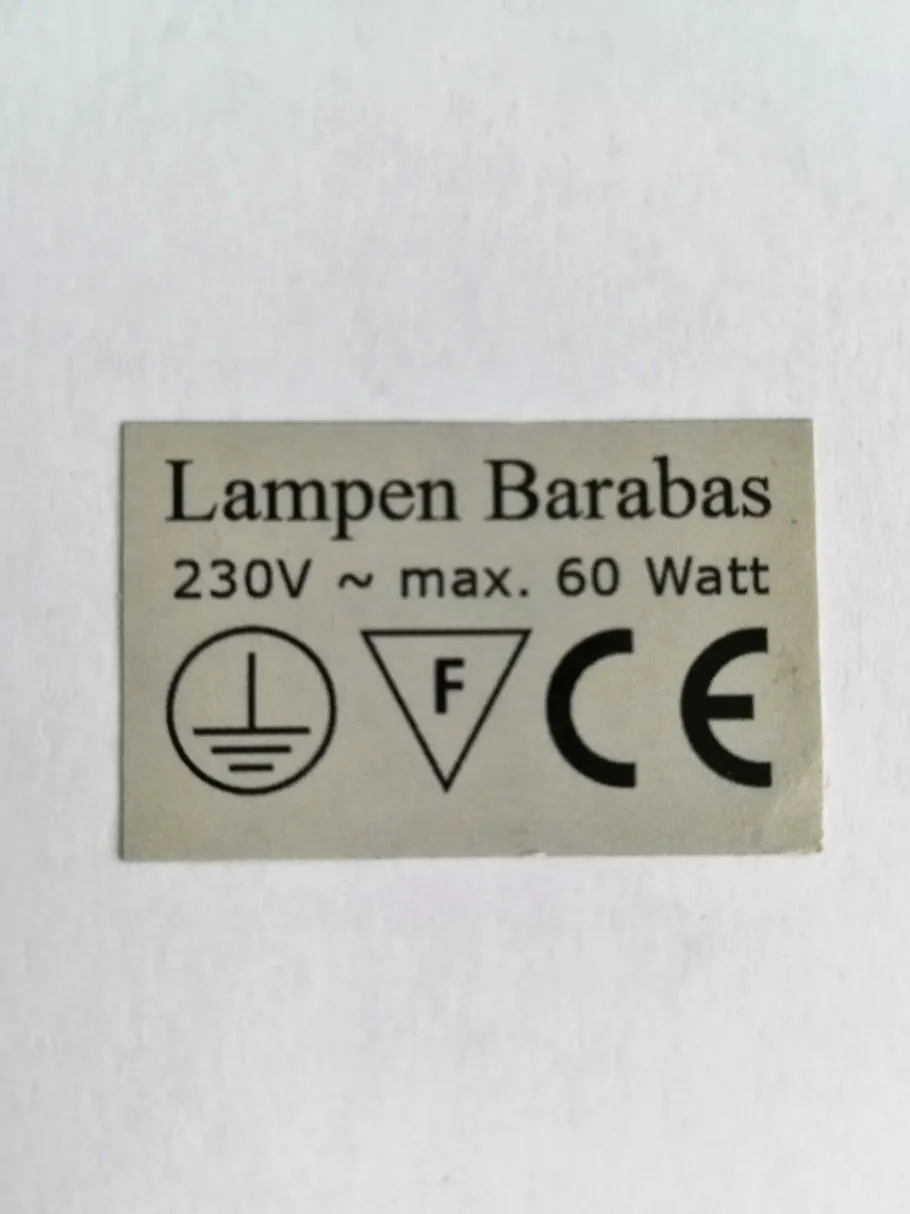 Lampen Barabas
230V ~ max. 60 Watt
F CE